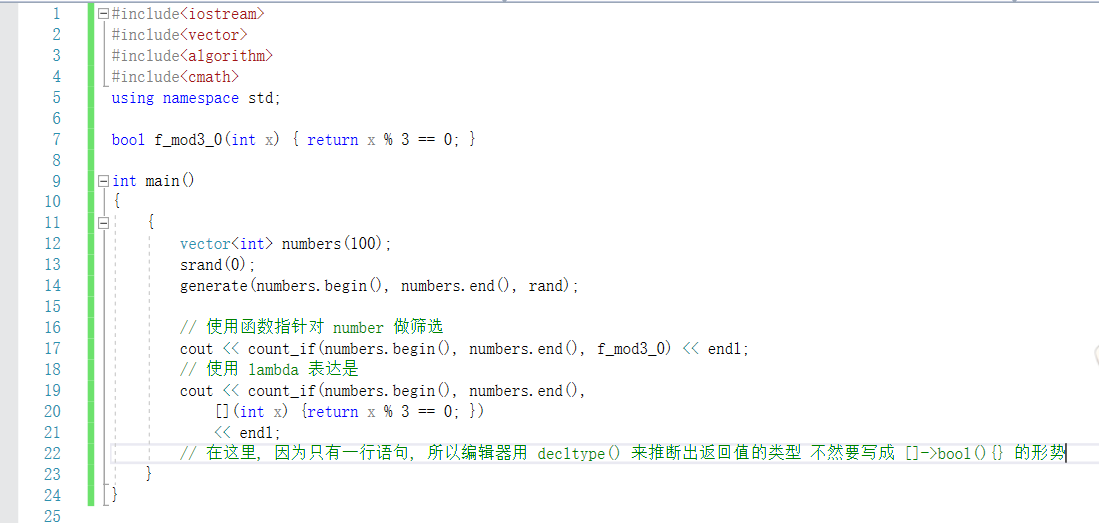 1 #include<iostream>
2 #include<vector>
3 #include<algorithm>
4 #include<cmath>
5 using namespace std;
6
7 bool f_mod3_0(int x) { return x % 3 == 0; }
8
9 int main()
10 {
11 {
12 vector<int> numbers(100);
13 srand(0);
14 generate(numbers.begin(), numbers.end(), rand);
15
16 // 使用函数指针对 number 做筛选
17 cout << count_if(numbers.begin(), numbers.end(), f_mod3_0) << endl;
18 // 使用 lambda 表达是
19 cout << count_if(numbers.begin(), numbers.end(),
20 [](int x) {return x % 3 == 0; })
21 << endl;
22 // 在这里, 因为只有一行语句, 所以编辑器用 decltype() 来推断出返回值的类型 不然要写成 []->bool(){} 的形势
23 }
24 }
25